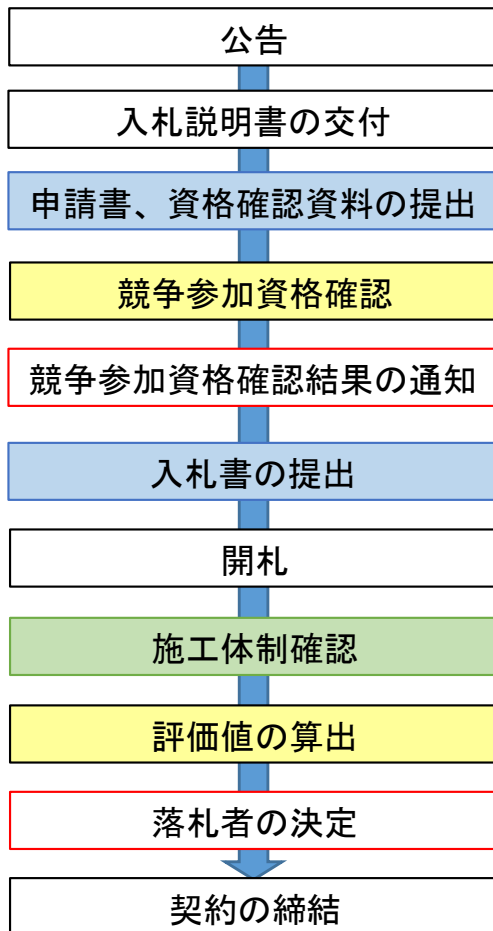 公告
入札説明書の交付
申請書、資格確認資料の提出
競争参加資格確認
競争参加資格確認結果の通知
入札書の提出
開札
施工体制確認
評価値の算出
落札者の決定
契約の締結